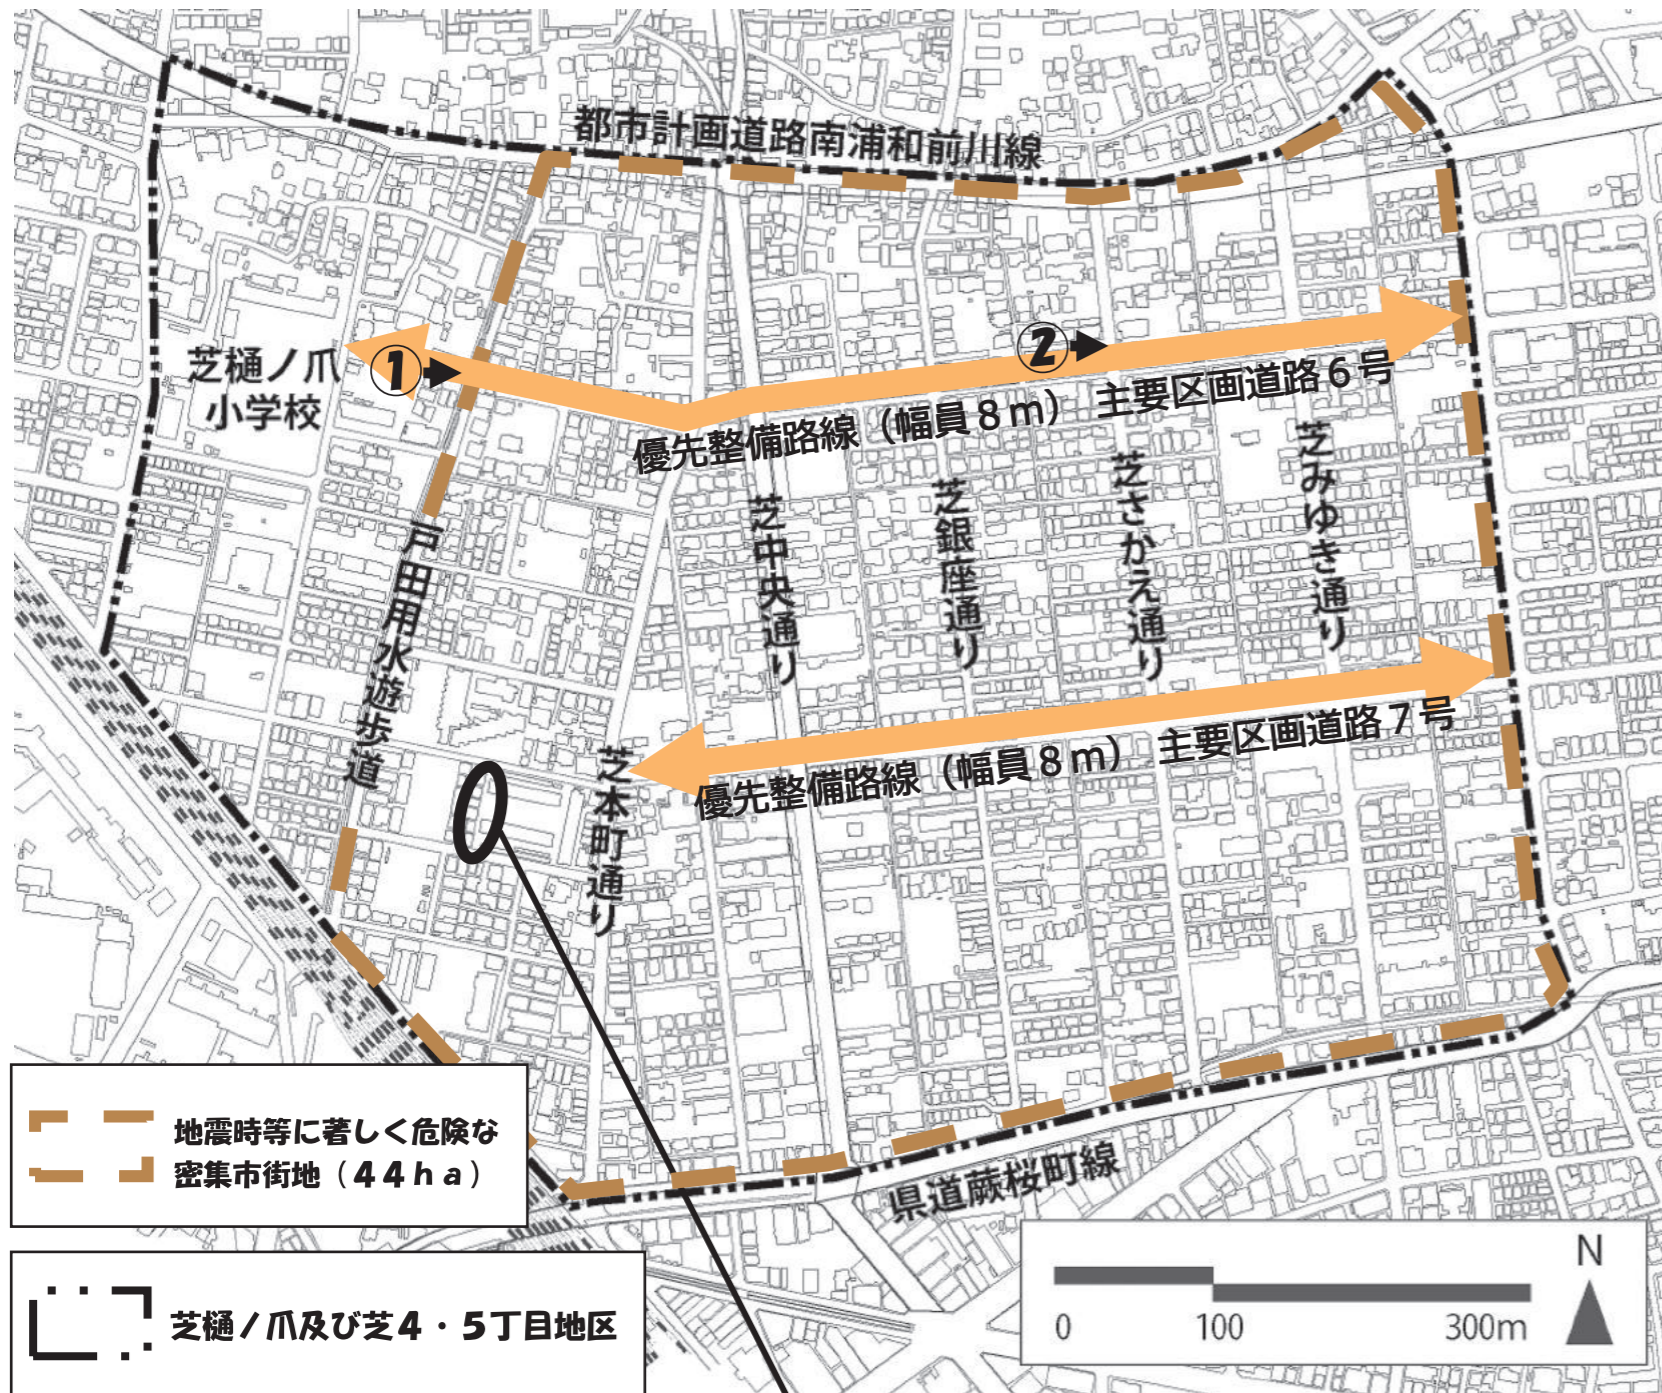 都市計画道路南浦和前川線
芝樋ノ爪
小学校
①
②
優先整備路線（幅員８ｍ） 主要区画道路６号
戸田用水遊歩道
芝中央通り
芝銀座通り
芝さかえ通り
芝みゆき通り
芝本町通り
優先整備路線（幅員８ｍ） 主要区画道路７号
県道蕨桜町線
地震時等に著しく危険な
密集市街地（４４ｈａ）
芝樋ノ爪及び芝４・５丁目地区
0 100 300m
N